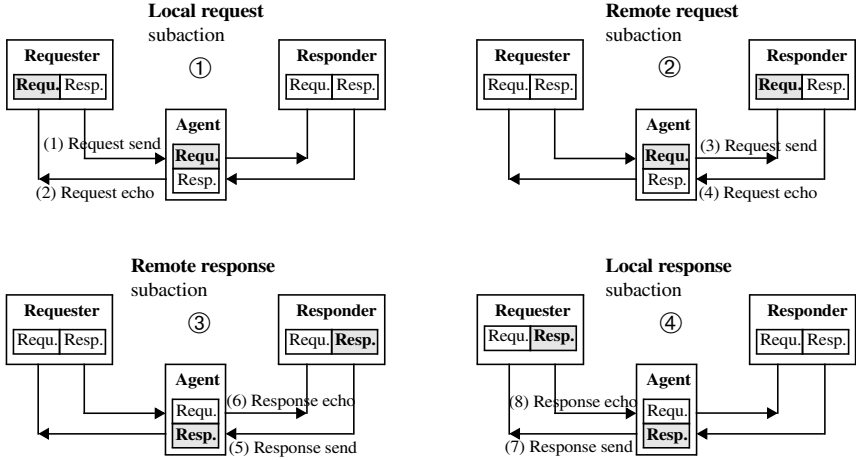 Local request
subaction
①
Requester
Requ. Resp.
Responder
Requ. Resp.
Agent
Requ.
Resp.
(1) Request send
(2) Request echo
Remote request
subaction
②
Requester
Requ. Resp.
Responder
Requ. Resp.
Agent
Requ.
Resp.
(3) Request send
(4) Request echo
Remote response
subaction
③
Requester
Requ. Resp.
Responder
Requ. Resp.
Agent
Requ.
Resp.
(6) Response echo
(5) Response send
Local response
subaction
④
Requester
Requ. Resp.
Responder
Requ. Resp.
Agent
Requ.
Resp.
(8) Response echo
(7) Response send